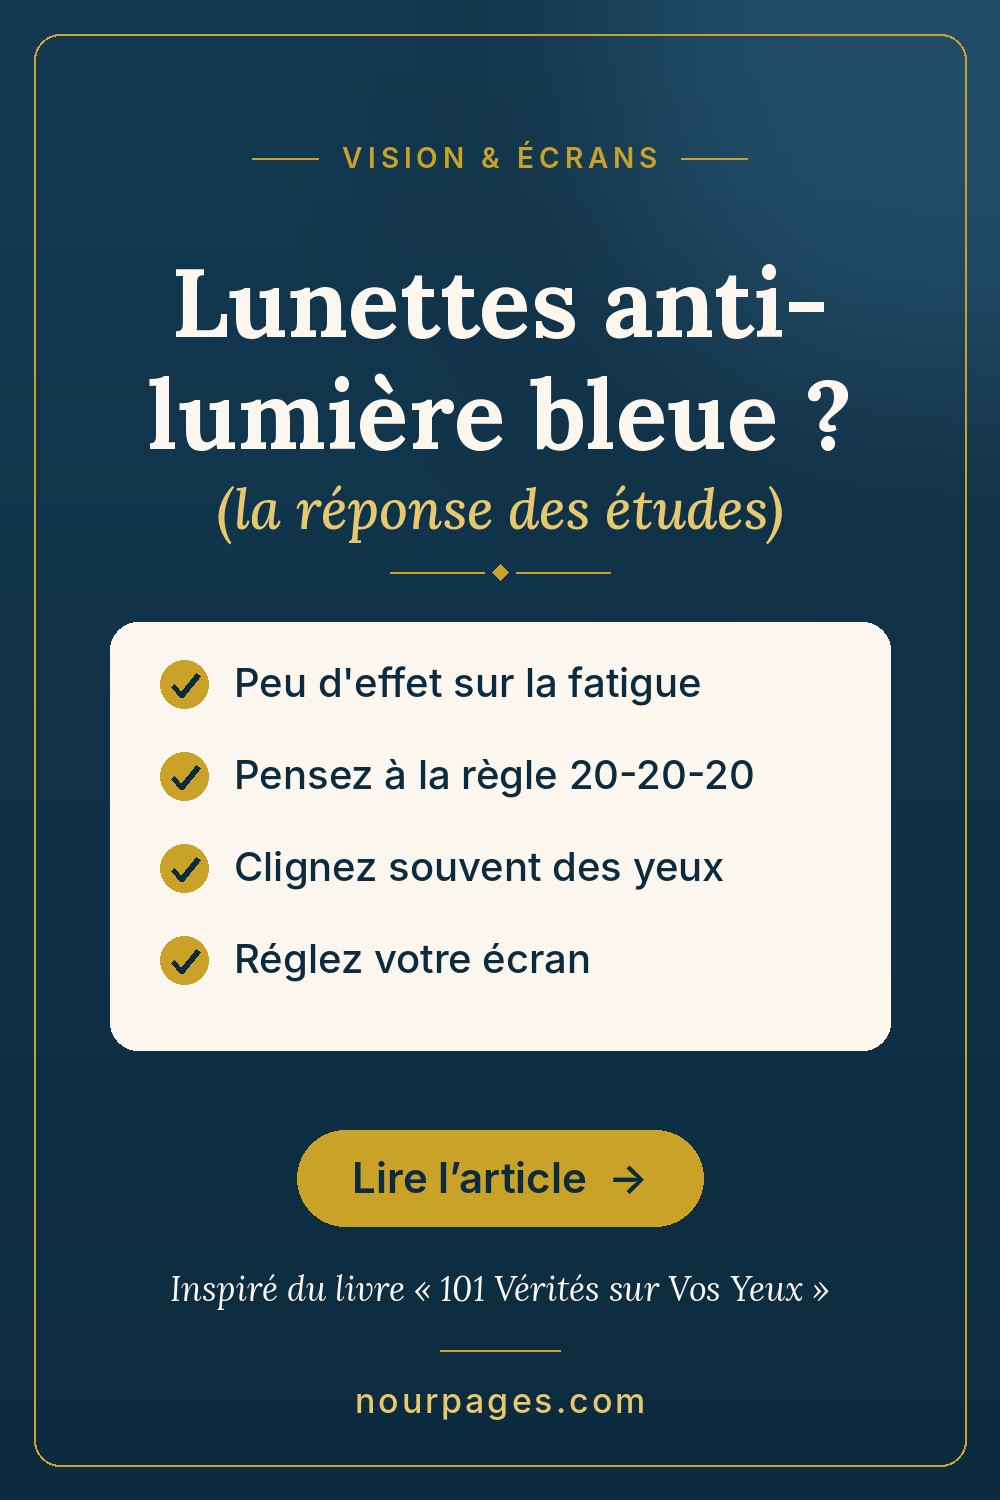 VISION & ÉCRANS
Lunettes anti-
lumière bleue ?
(la réponse des études)
Peu d'effet sur la fatigue
Pensez à la règle 20-20-20
Clignez souvent des yeux
Réglez votre écran
Lire l’article →
Inspiré du livre « 101 Vérités sur Vos Yeux »
nourpages.com